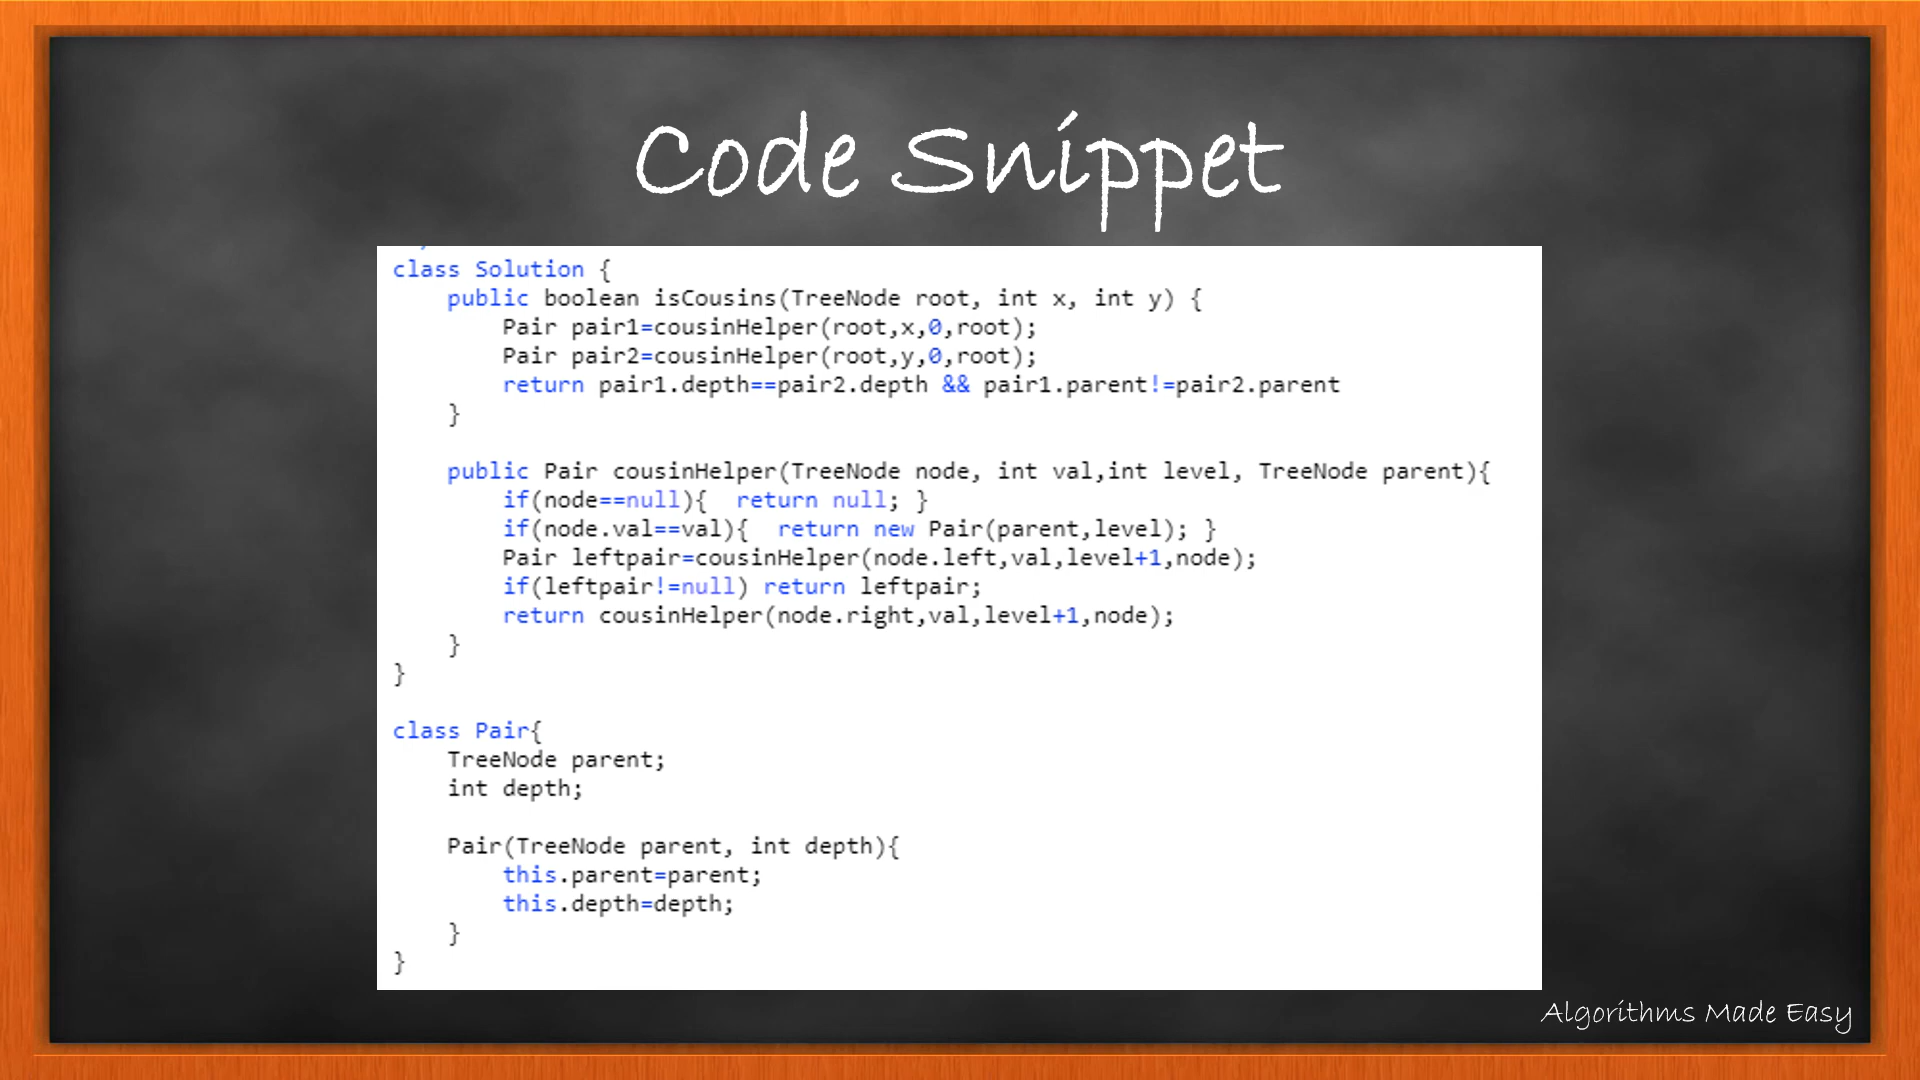 Code Snippet
class Solution {
    public boolean isCousins(TreeNode root, int x, int y) {
        Pair pair1=cousinHelper(root,x,0,root);
        Pair pair2=cousinHelper(root,y,0,root);
        return pair1.depth==pair2.depth && pair1.parent!=pair2.parent
    }
    public Pair cousinHelper(TreeNode node, int val,int level, TreeNode parent){
        if(node==null){  return null; }
        if(node.val==val){  return new Pair(parent,level); }
        Pair leftpair=cousinHelper(node.left,val,level+1,node);
        if(leftpair!=null) return leftpair;
        return cousinHelper(node.right,val,level+1,node);
    }
}
class Pair{
    TreeNode parent;
    int depth;
    Pair(TreeNode parent, int depth){
        this.parent=parent;
        this.depth=depth;
    }
}
Algorithms Made Easy